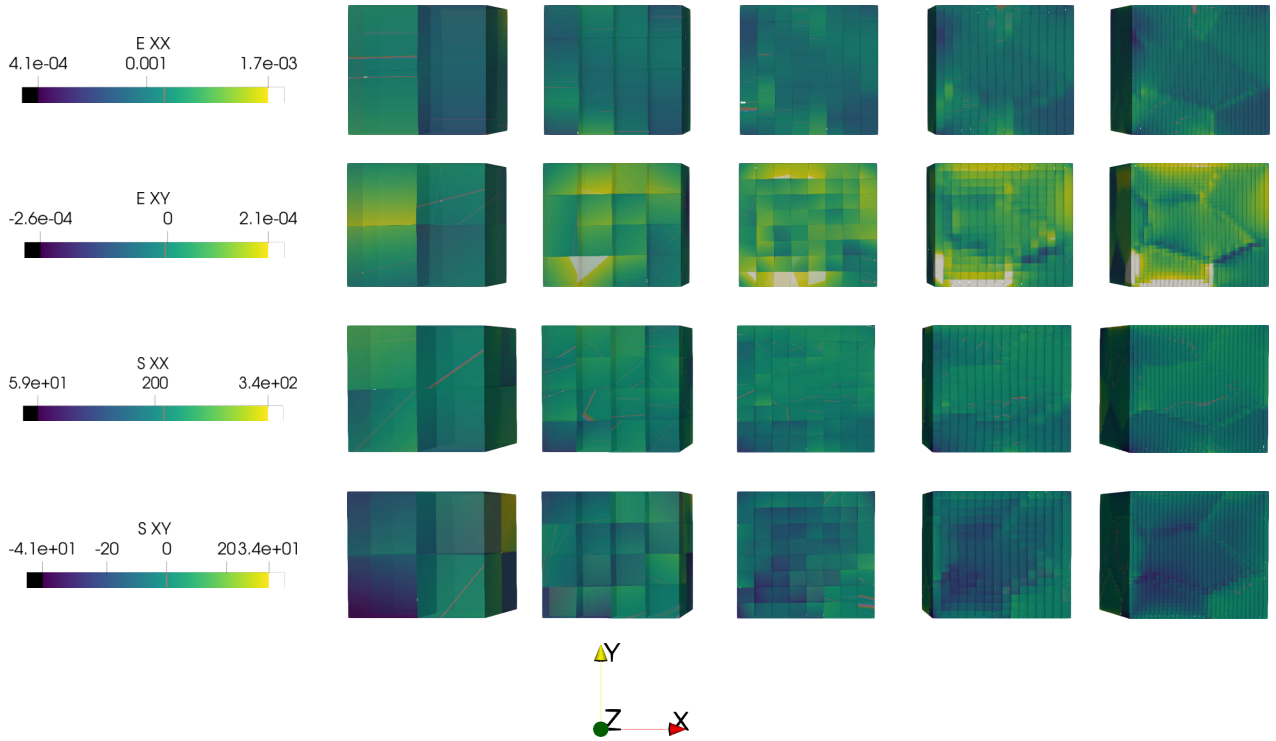 E XX
4.1e-04 0.001 1.7e-03
E XY
-2.6e-04 0 2.1e-04
S XX
5.9e+01 200 3.4e+02
S XY
-4.1e+01 -20 0 203.4e+01
Y
Z X